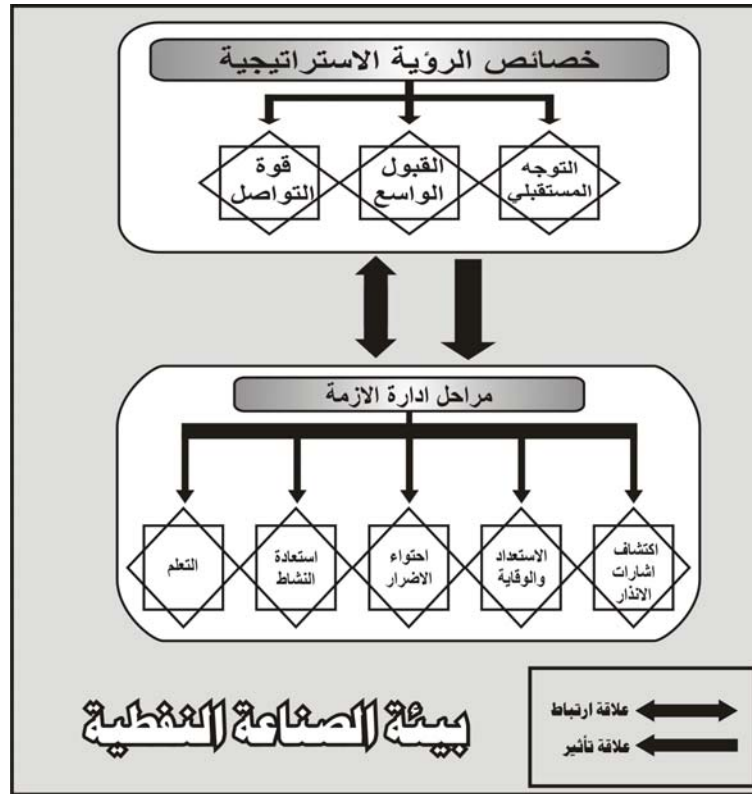 خصائص الرؤية الاستراتيجية
التوجه
المستقبلي
القبول
الواسع
قوة
التواصل
مراحل ادارة الازمة
اكتشاف
اشارات
الانذار
الاستعداد
والوقاية
احتواء
الاضرار
استعادة
النشاط
التعلم
علاقة ارتباط
علاقة تأثير
بيئة الصناعة النفطية